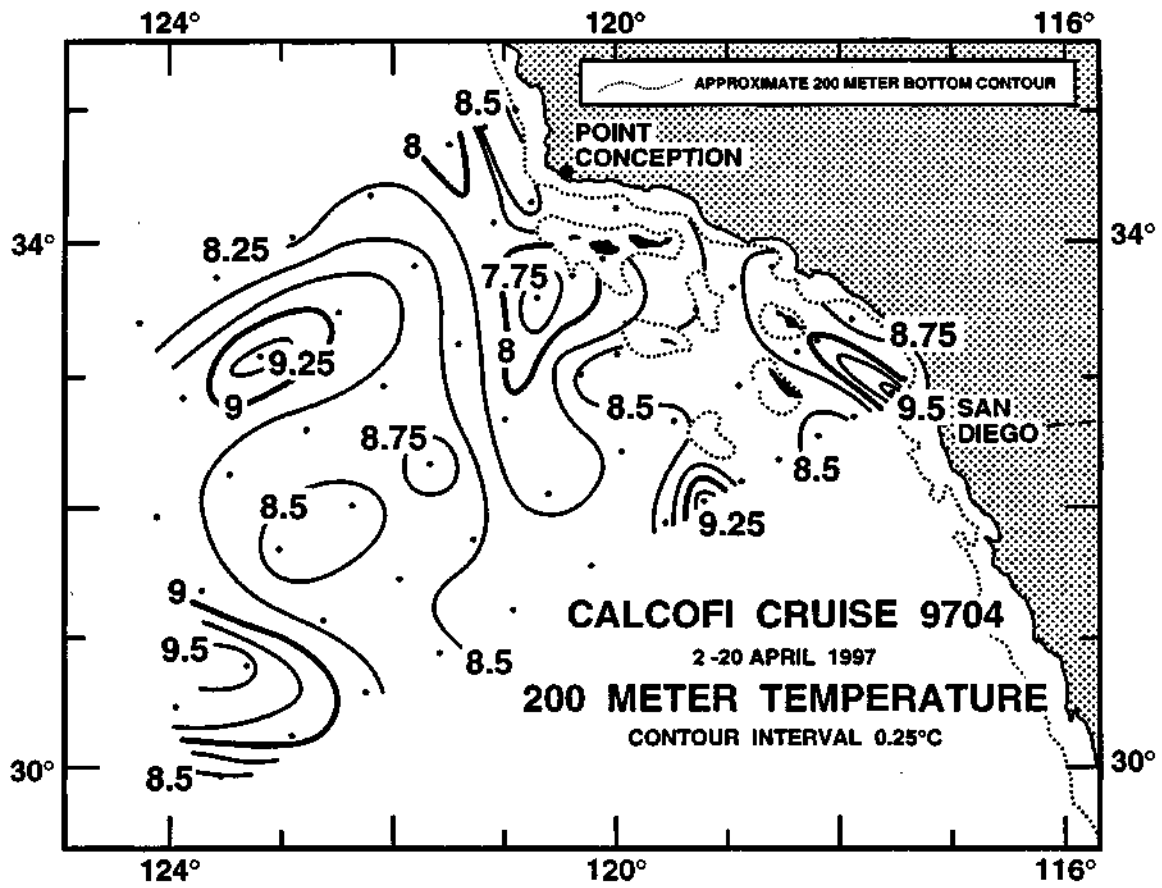 124° 120° 116°
APPROXIMATE 200 METER BOTTOM CONTOUR
8.5
POINT
CONCEPTION
8
34° 34°
8.25
7.75
8.75
8
9.25
9
8.5
9.5
SAN
DIEGO
8.75
8.5
8.5
9.25
9
CALCOFI CRUISE 9704
9.5
8.5
2-20 APRIL 1997
200 METER TEMPERATURE
CONTOUR INTERVAL 0.25°C
30° 30°
8.5
124° 120° 116°